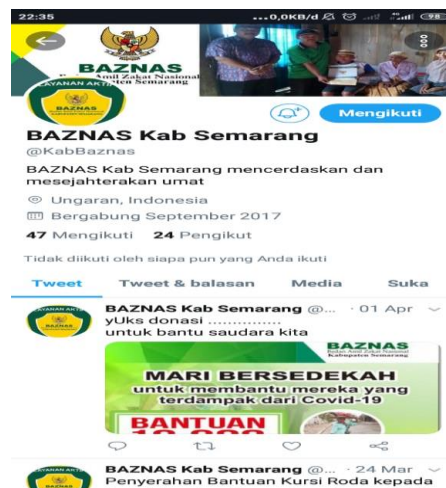 22:35
0,0KB/d
98
BAZNAS
Badan Amil Zakat Nasional
Kabupaten Semarang
LAYANAN AKTIF
BAZNAS
Mengikuti
BAZNAS Kab Semarang
@KabBaznas
BAZNAS Kab Semarang mencerdaskan dan
mesejahterakan umat
Ungaran, Indonesia
Bergabung September 2017
47 Mengikuti 24 Pengikut
Tidak diikuti oleh siapa pun yang Anda ikuti
Tweet Tweet & balasan Media Suka
BAZNAS Kab Semarang @... · 01 Apr
yUks donasi ...............
untuk bantu saudara kita
BAZNAS
Badan Amil Zakat Nasional
Kabupaten Semarang
MARI BERSEDEKAH
untuk membantu mereka yang
terdampak dari Covid-19
BANTUAN
BAZNAS Kab Semarang @... · 24 Mar
Penyerahan Bantuan Kursi Roda kepada